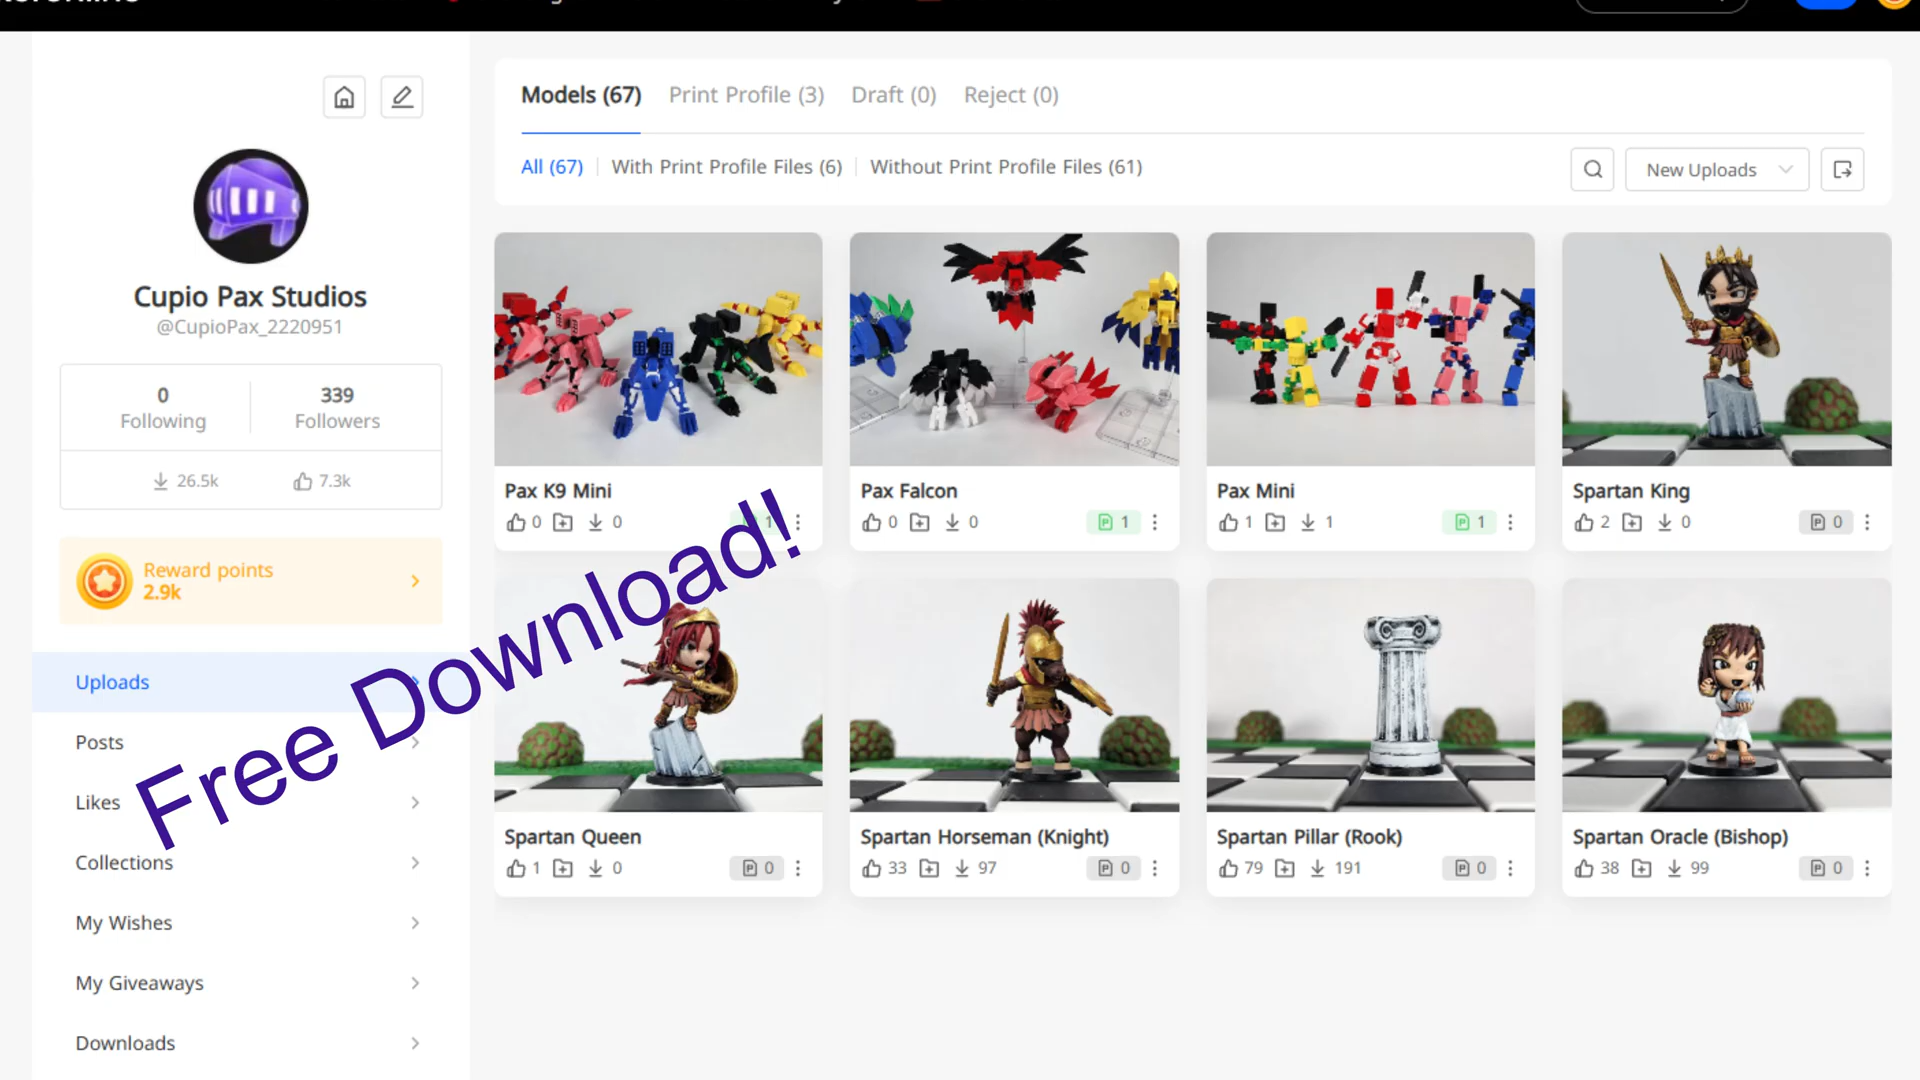 Cupio Pax Studios
@CupioPax_2220951
0
Following
339
Followers
26.5k
7.3k
Reward points
2.9k
Uploads
Posts
Likes
Collections
My Wishes
My Giveaways
Downloads
Models (67) Print Profile (3) Draft (0) Reject (0)
All (67) With Print Profile Files (6) Without Print Profile Files (61)
New Uploads
Pax K9 Mini
0 0 1
Pax Falcon
0 0 1
Pax Mini
1 1 1
Spartan King
2 0 0
Spartan Queen
1 0 0
Spartan Horseman (Knight)
33 97 0
Spartan Pillar (Rook)
79 191 0
Spartan Oracle (Bishop)
38 99 0
Free Download!